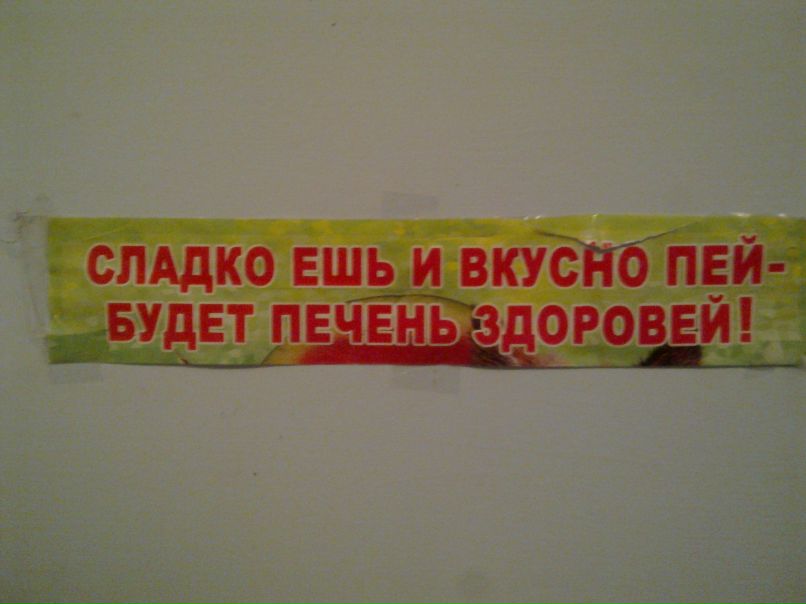 СЛАДКО ЕШЬ И ВКУСНО ПЕЙ-
БУДЕТ ПЕЧЕНЬ ЗДОРОВЕЙ!